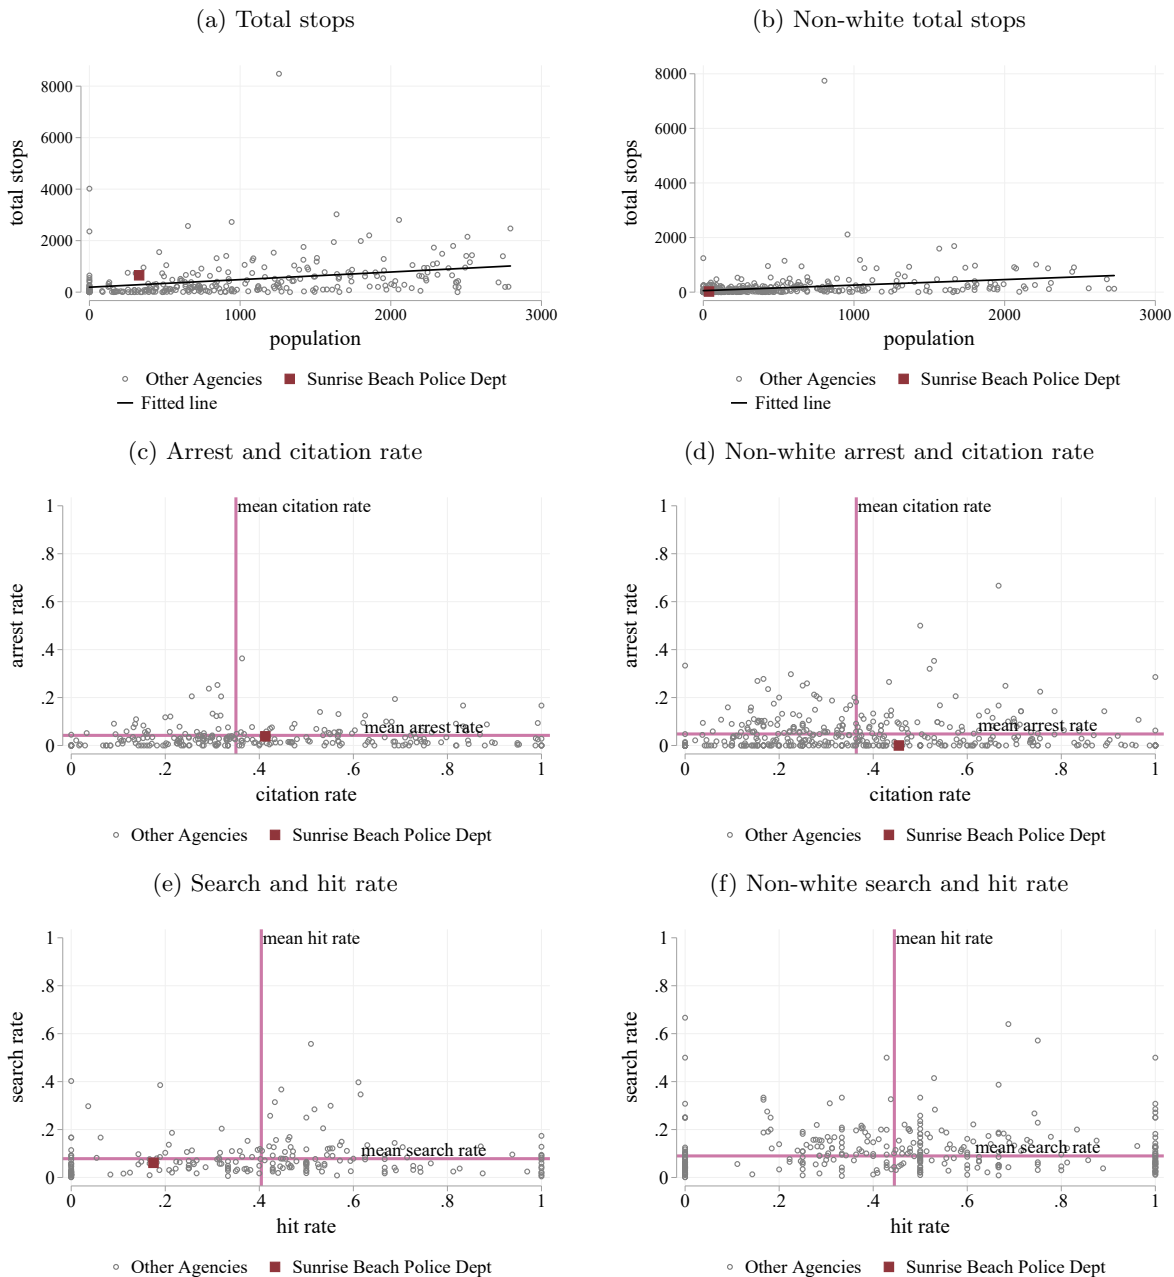 (a) Total stops
(b) Non-white total stops
total stops
8000
6000
4000
2000
0
0 1000 2000 3000
population
Other Agencies Sunrise Beach Police Dept
Fitted line
total stops
8000
6000
4000
2000
0
0 1000 2000 3000
population
Other Agencies Sunrise Beach Police Dept
Fitted line
(c) Arrest and citation rate
(d) Non-white arrest and citation rate
arrest rate
1
.8
.6
.4
.2
0
mean citation rate
mean arrest rate
0 .2 .4 .6 .8 1
citation rate
Other Agencies Sunrise Beach Police Dept
arrest rate
1
.8
.6
.4
.2
0
mean citation rate
mean arrest rate
0 .2 .4 .6 .8 1
citation rate
Other Agencies Sunrise Beach Police Dept
(e) Search and hit rate
(f) Non-white search and hit rate
search rate
1
.8
.6
.4
.2
0
mean hit rate
mean search rate
0 .2 .4 .6 .8 1
hit rate
Other Agencies Sunrise Beach Police Dept
search rate
1
.8
.6
.4
.2
0
mean hit rate
mean search rate
0 .2 .4 .6 .8 1
hit rate
Other Agencies Sunrise Beach Police Dept